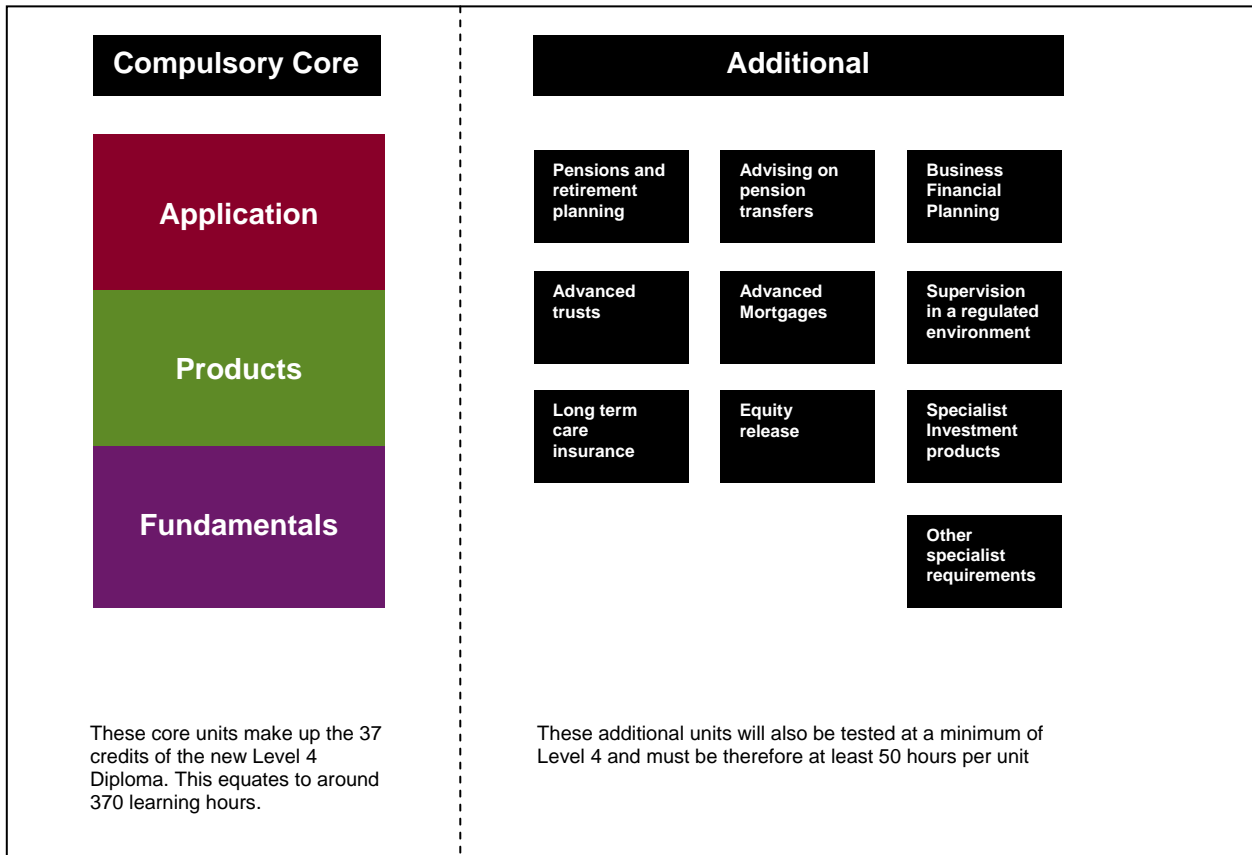 Compulsory Core
Application
Products
Fundamentals
These core units make up the 37
credits of the new Level 4
Diploma. This equates to around
370 learning hours.
Additional
Pensions and
retirement
planning
Advising on
pension
transfers
Business
Financial
Planning
Advanced
trusts
Advanced
Mortgages
Supervision
in a regulated
environment
Long term
care
insurance
Equity
release
Specialist
Investment
products
Other
specialist
requirements
These additional units will also be tested at a minimum of
Level 4 and must be therefore at least 50 hours per unit